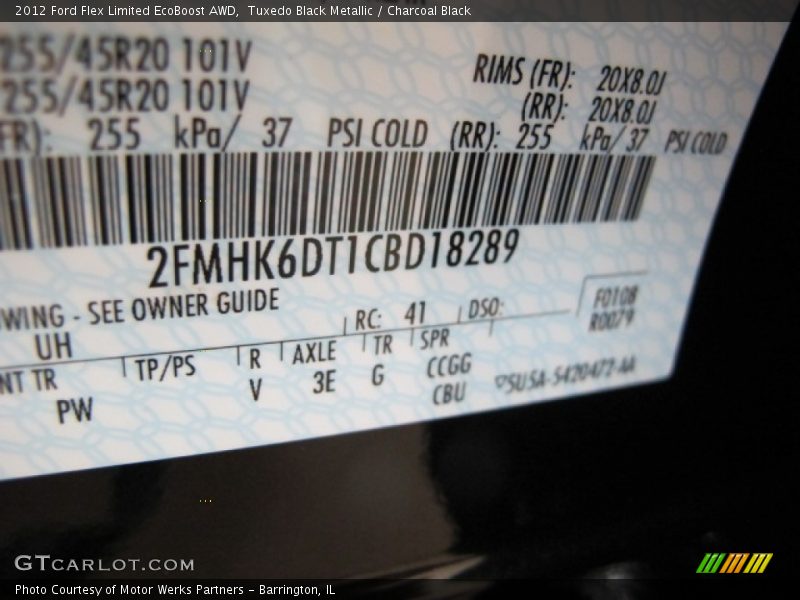 2012 Ford Flex Limited EcoBoost AWD,  Tuxedo Black Metallic / Charcoal Black
255/45R20 101V
RIMS (FR): 20X8.0J
255/45R20 101V
(RR): 20X8.0J
FR): 255 kPa/ 37 PSI COLD (RR): 255 kPa/ 37 PSI COLD
2FMHK6DT1CBD18289
WING - SEE OWNER GUIDE
RC: 41 DSO:
F0108
R0079
UH
NT TR TP/PS R AXLE TR SPR
PW V 3E G CCGG
CBU
▽5U5A-5420472-AA
GTCARLOT.COM
Photo Courtesy of Motor Werks Partners – Barrington, IL